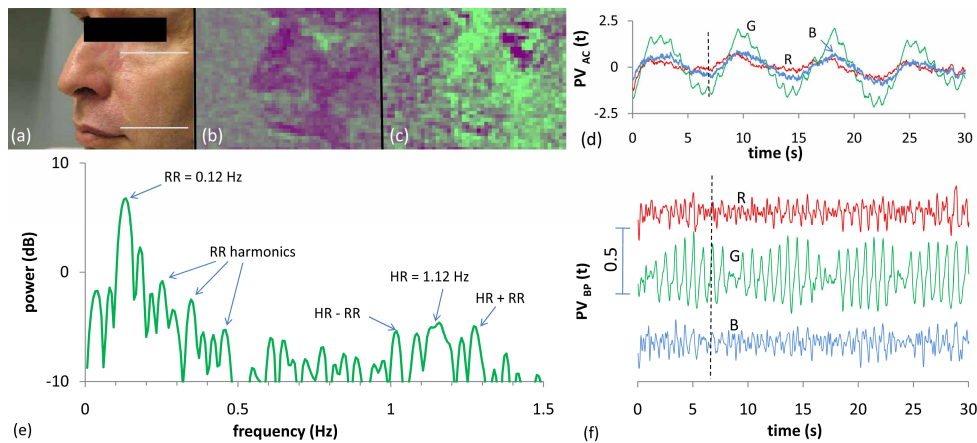 (a)
(b)
(c)
2.5
0
-2.5
PV AC (t)
G
B
R
0 5 10 15 20 25 30
time (s)
(d)
10
0
-10
power (dB)
RR = 0.12 Hz
RR harmonics
HR = 1.12 Hz
HR - RR
HR + RR
0 0.5 1 1.5
frequency (Hz)
(e)
R
G
B
0.5
PV BP (t)
0 5 10 15 20 25 30
time (s)
(f)